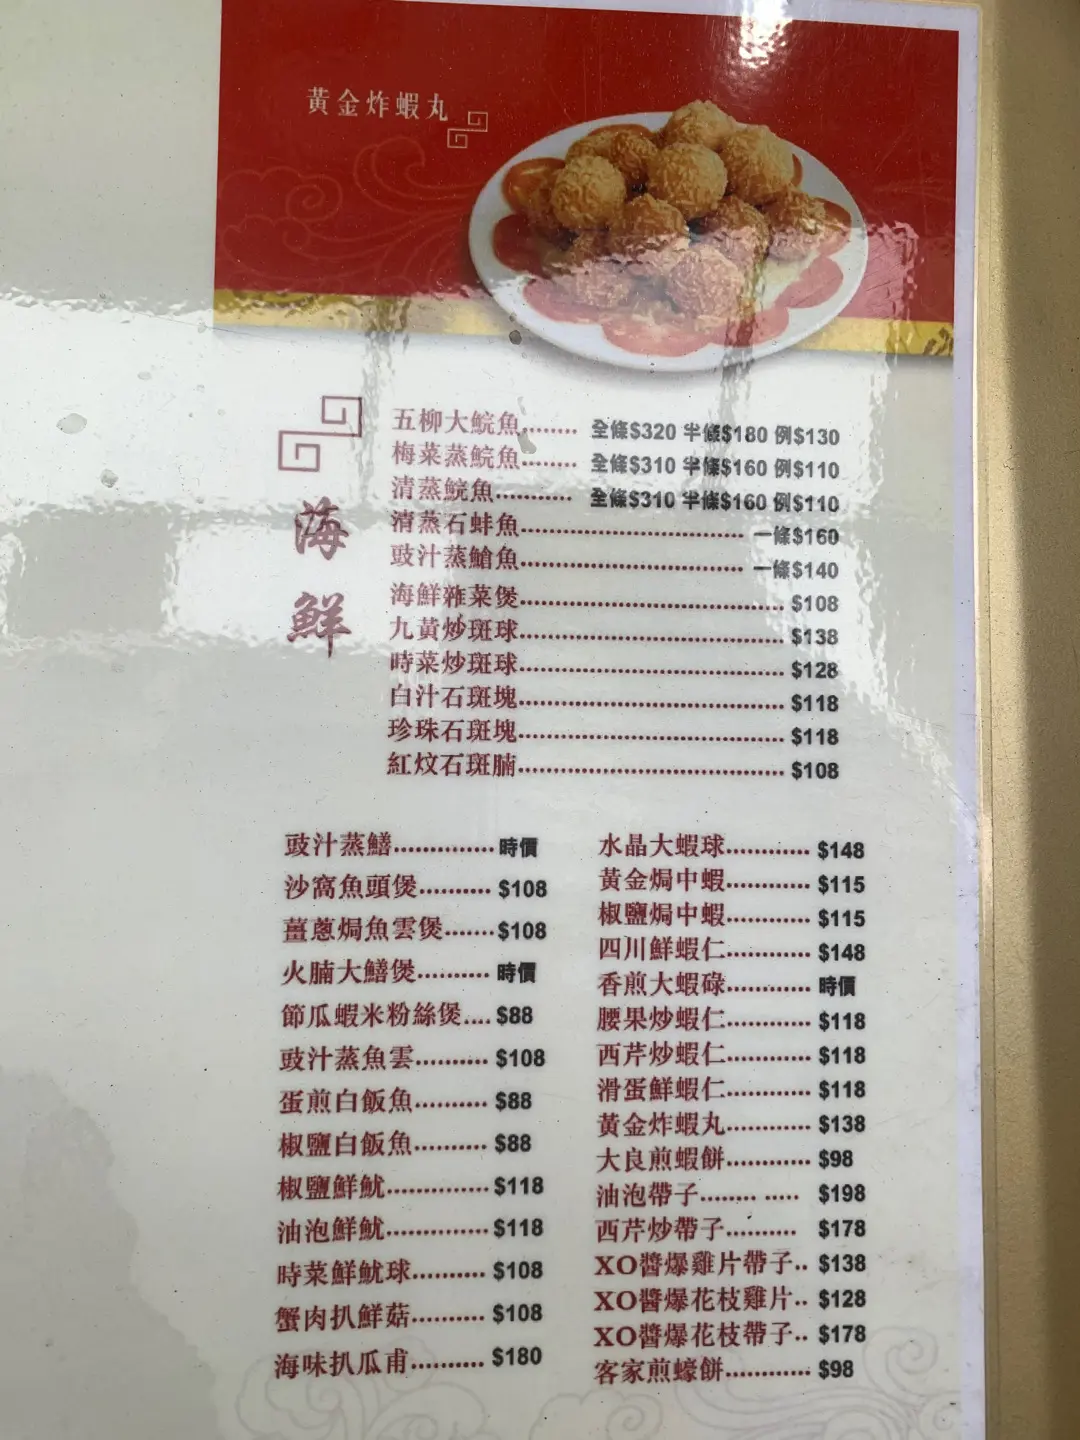 黃金炸蝦丸
海鮮
五柳大鯇魚........ 全條$320 半條$180 例$130
梅菜蒸鯇魚........ 全條$310 半條$160 例$110
清蒸鯇魚........... 全條$310 半條$160 例$110
清蒸石蚌魚........ 一條$160
豉汁蒸鯧魚........ 一條$140
海鮮雜菜煲........ $108
九黃炒斑球........ $138
時菜炒斑球........ $128
白汁石斑塊........ $118
珍珠石斑塊........ $118
紅炆石斑腩........ $108
豉汁蒸鱔.............. 時價
沙窩魚頭煲.......... $108
薑蔥焗魚雲煲....... $108
火腩大鱔煲.......... 時價
節瓜蝦米粉絲煲.... $88
豉汁蒸魚雲.......... $108
蛋煎白飯魚.......... $88
椒鹽白飯魚.......... $88
椒鹽鮮魷.............. $118
油泡鮮魷.............. $118
時菜鮮魷球.......... $108
蟹肉扒鮮菇.......... $108
海味扒瓜甫.......... $180
水晶大蝦球............ $148
黃金焗中蝦............ $115
椒鹽焗中蝦............ $115
四川鮮蝦仁............ $148
香煎大蝦碌............ 時價
腰果炒蝦仁............ $118
西芹炒蝦仁............ $118
滑蛋鮮蝦仁............ $118
黃金炸蝦丸............ $138
大良煎蝦餅............ $98
油泡帶子........ ..... $198
西芹炒帶子.......... $178
XO醬爆雞片帶子.. $138
XO醬爆花枝雞片.. $128
XO醬爆花枝帶子.. $178
客家煎蠔餅............ $98